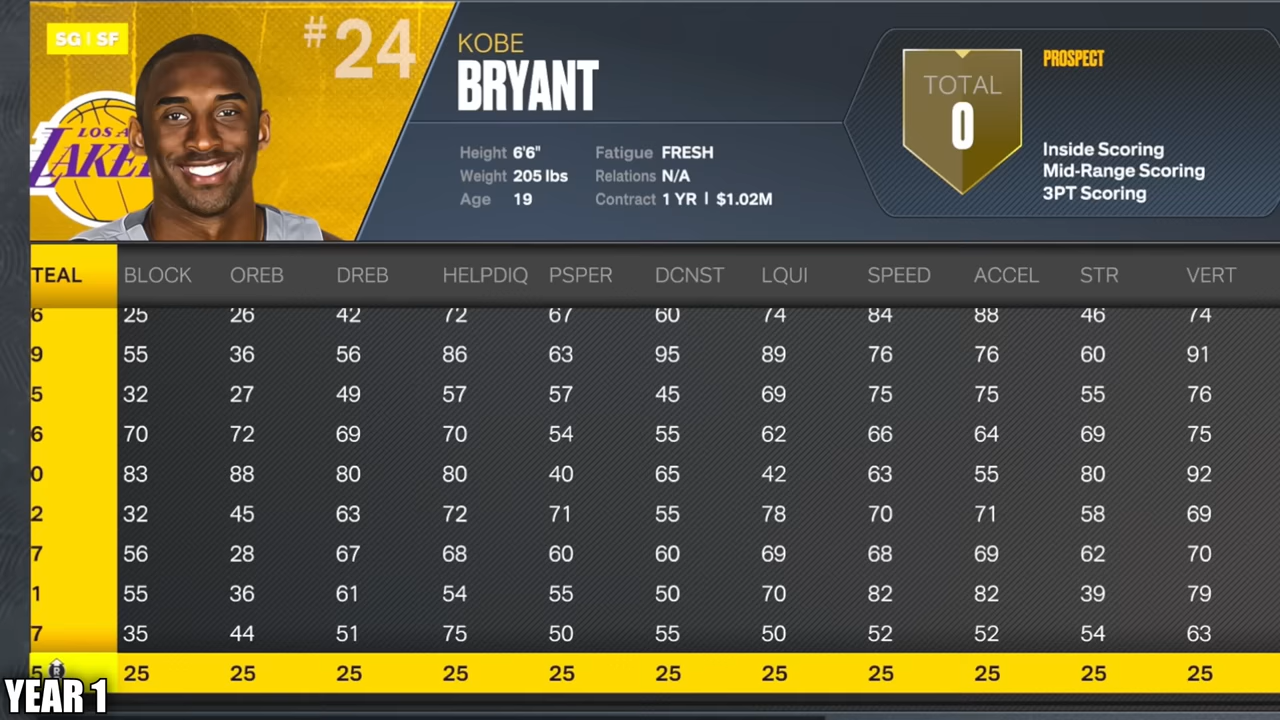 SG | SF
#24
LOS A
LAKE
KOBE
BRYANT
Height 6'6" Fatigue FRESH
Weight 205 lbs Relations N/A
Age 19 Contract 1 YR | $1.02M
TOTAL
0
PROSPECT
Inside Scoring
Mid-Range Scoring
3PT Scoring
TEAL BLOCK OREB DREB HELPDIQ PSPER DCNST LQUI SPEED ACCEL STR VERT
6 25 26 42 72 67 60 74 84 88 46 74
9 55 36 56 86 63 95 89 76 76 60 91
5 32 27 49 57 57 45 69 75 75 55 76
6 70 72 69 70 54 55 62 66 64 69 75
0 83 88 80 80 40 65 42 63 55 80 92
2 32 45 63 72 71 55 78 70 71 58 69
7 56 28 67 68 60 60 69 68 69 62 70
1 55 36 61 54 55 50 70 82 82 39 79
7 35 44 51 75 50 55 50 52 52 54 63
5 R 25 25 25 25 25 25 25 25 25 25 25
YEAR 1